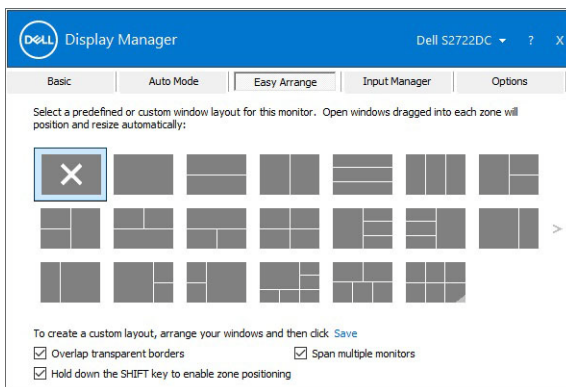 DELL Display Manager Dell S2722DC ? X
Basic Auto Mode Easy Arrange Input Manager Options
Select a predefined or custom window layout for this monitor. Open windows dragged into each zone will
position and resize automatically:
>
To create a custom layout, arrange your windows and then click Save
Overlap transparent borders Span multiple monitors
Hold down the SHIFT key to enable zone positioning